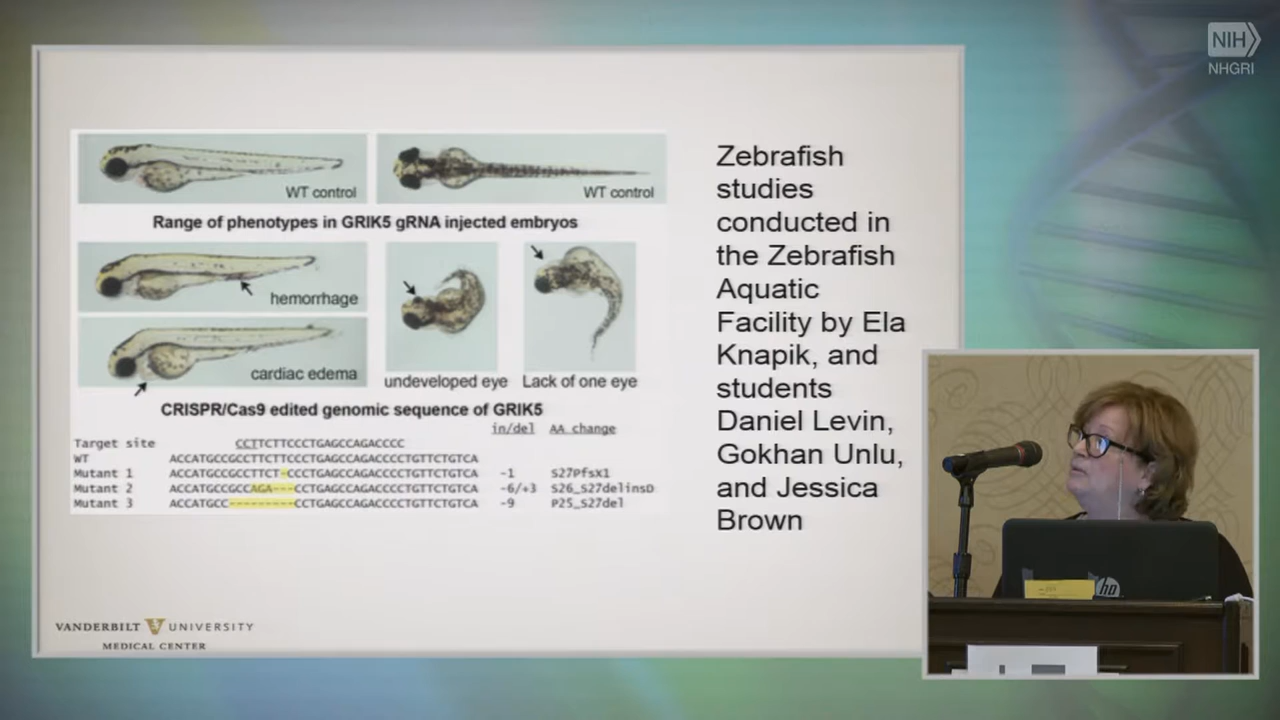 NIH
NHGRI
WT control
WT control
Range of phenotypes in GRIK5 gRNA injected embryos
hemorrhage
cardiac edema
undeveloped eye
Lack of one eye
CRISPR/Cas9 edited genomic sequence of GRIK5
in/del AA change
Target site CCTTCTTCCCTGAGCCAGACCCC
WT ACCATGCCGCCTTCTTCCCTGAGCCAGACCCCTGTTCTGTCA
Mutant 1 ACCATGCCGCCTTCT-CCCTGAGCCAGACCCCTGTTCTGTCA -1 S27PfsX1
Mutant 2 ACCATGCCGCCAGA---CCTGAGCCAGACCCCTGTTCTGTCA -6/+3 S26_S27delinsD
Mutant 3 ACCATGCC---------CCTGAGCCAGACCCCTGTTCTGTCA -9 P25_S27del
Zebrafish
studies
conducted in
the Zebrafish
Aquatic
Facility by Ela
Knapik, and
students
Daniel Levin,
Gokhan Unlu,
and Jessica
Brown
VANDERBILT V UNIVERSITY
MEDICAL CENTER
hp